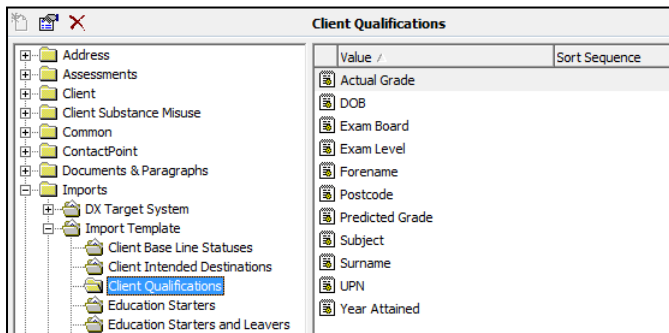 Client Qualifications
Address
Assessments
Client
Client Substance Misuse
Common
ContactPoint
Documents & Paragraphs
Imports
DX Target System
Import Template
Client Base Line Statuses
Client Intended Destinations
Client Qualifications
Education Starters
Education Starters and Leavers
Value
Sort Sequence
Actual Grade
DOB
Exam Board
Exam Level
Forename
Postcode
Predicted Grade
Subject
Surname
UPN
Year Attained